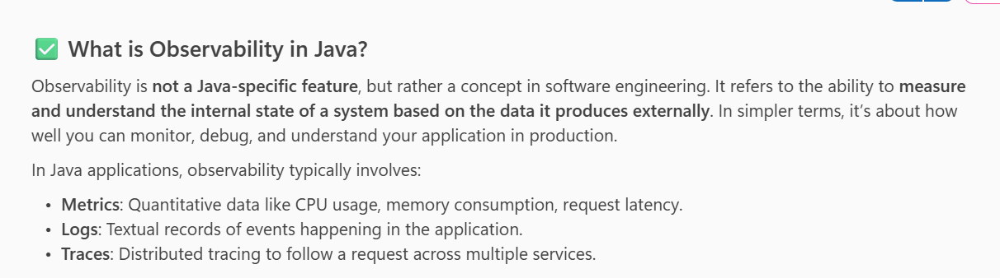 ✅ What is Observability in Java?
Observability is not a Java-specific feature, but rather a concept in software engineering. It refers to the ability to measure
and understand the internal state of a system based on the data it produces externally. In simpler terms, it’s about how
well you can monitor, debug, and understand your application in production.
In Java applications, observability typically involves:
• Metrics: Quantitative data like CPU usage, memory consumption, request latency.
• Logs: Textual records of events happening in the application.
• Traces: Distributed tracing to follow a request across multiple services.